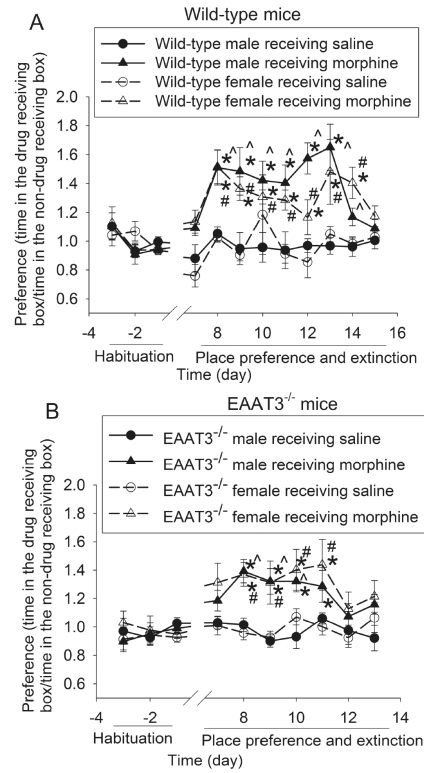 A
Wild-type mice
Wild-type male receiving saline
Wild-type male receiving morphine
Wild-type female receiving saline
Wild-type female receiving morphine
Preference (time in the drug receiving
box/time in the non-drug receiving box)
2.0
1.8
1.6
1.4
1.2
1.0
0.8
0.6
* ^ * ^ * ^ * ^ * ^ * ^ ^
* # # * # * # * # * # # *
-4 -2 8 10 12 14 16
Habituation
Place preference and extinction
Time (day)
B
EAAT3-/- mice
EAAT3-/- male receiving saline
EAAT3-/- male receiving morphine
EAAT3-/- female receiving saline
EAAT3-/- female receiving morphine
Preference (time in the drug receiving
box/time in the non-drug receiving box)
2.0
1.8
1.6
1.4
1.2
1.0
0.8
0.6
* ^ * ^ # * # *
* # * # ^ * *
-4 -2 8 10 12 14
Habituation
Place preference and extinction
Time (day)